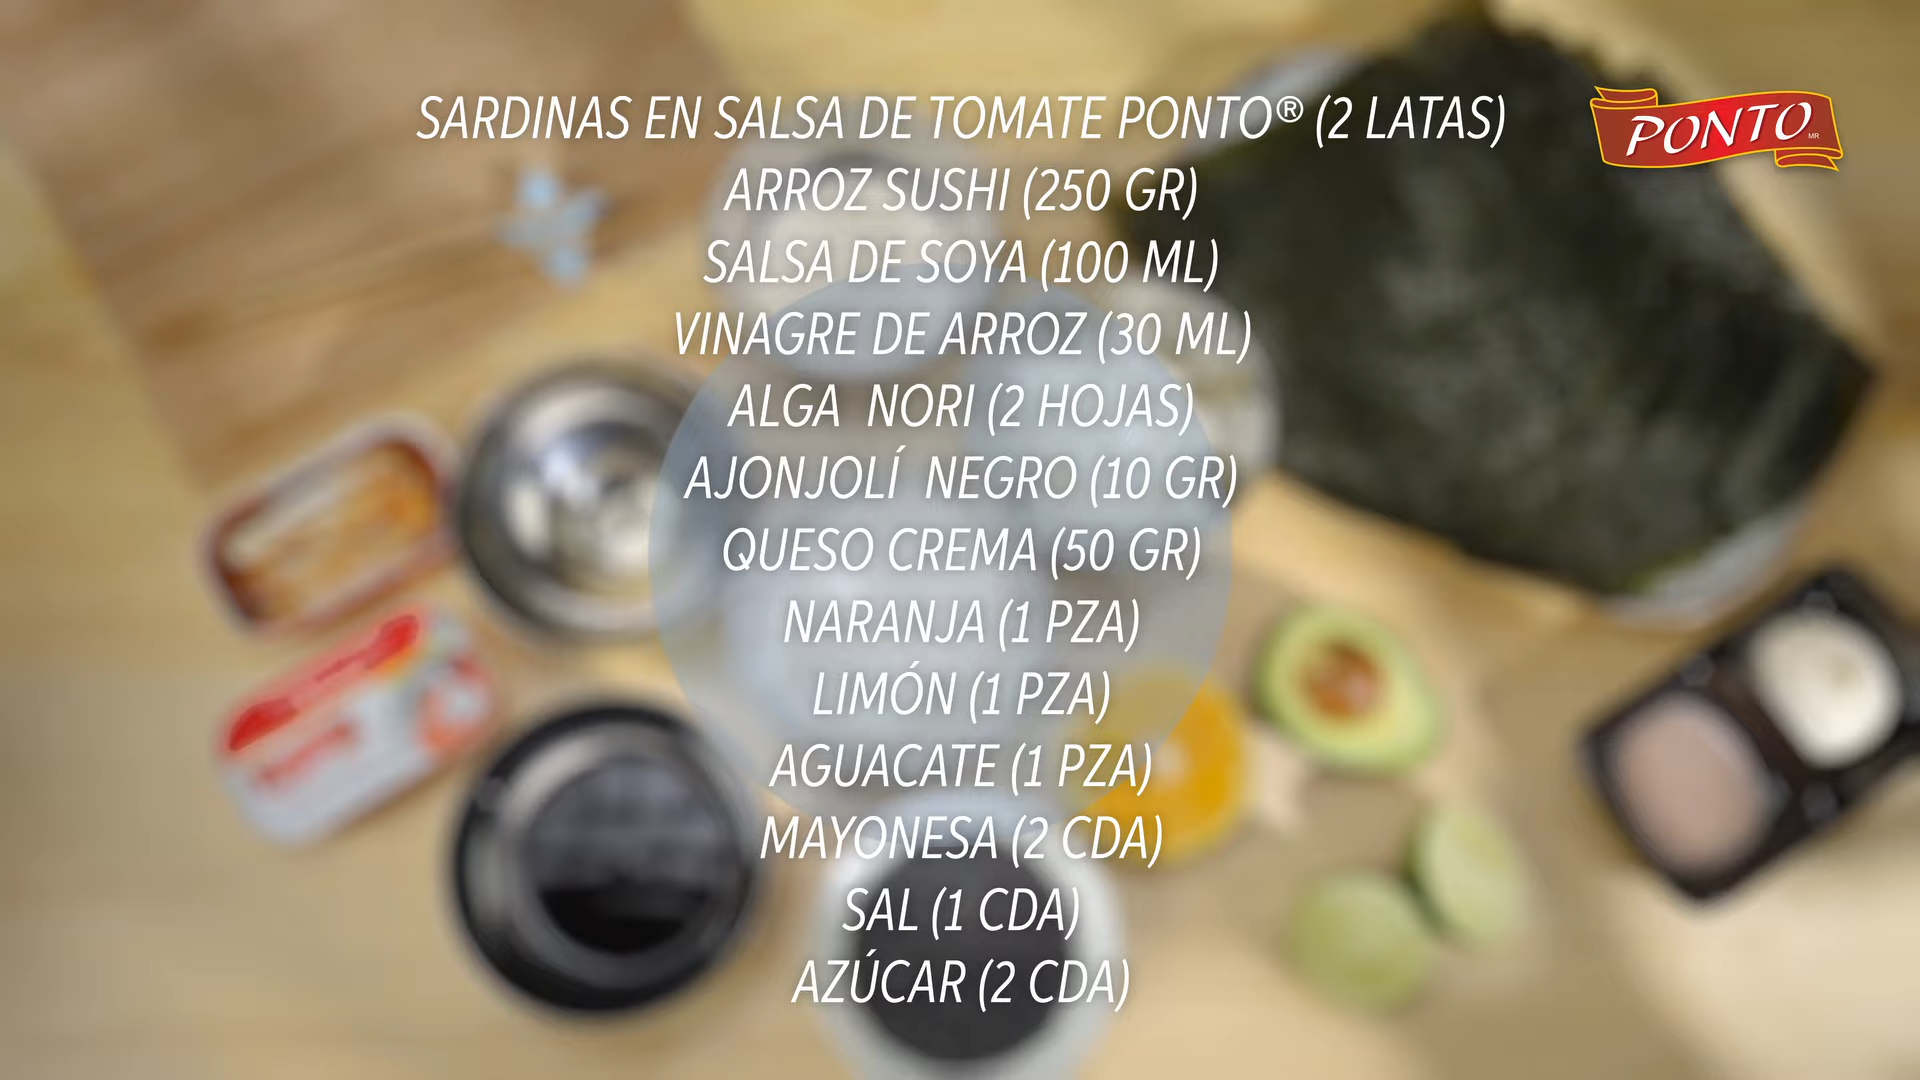 SARDINAS EN SALSA DE TOMATE PONTO® (2 LATAS)
PONTO MR
ARROZ SUSHI (250 GR)
SALSA DE SOYA (100 ML)
VINAGRE DE ARROZ (30 ML)
ALGA NORI (2 HOJAS)
AJONJOLÍ NEGRO (10 GR)
QUESO CREMA (50 GR)
NARANJA (1 PZA)
LIMÓN (1 PZA)
AGUACATE (1 PZA)
MAYONESA (2 CDA)
SAL (1 CDA)
AZÚCAR (2 CDA)